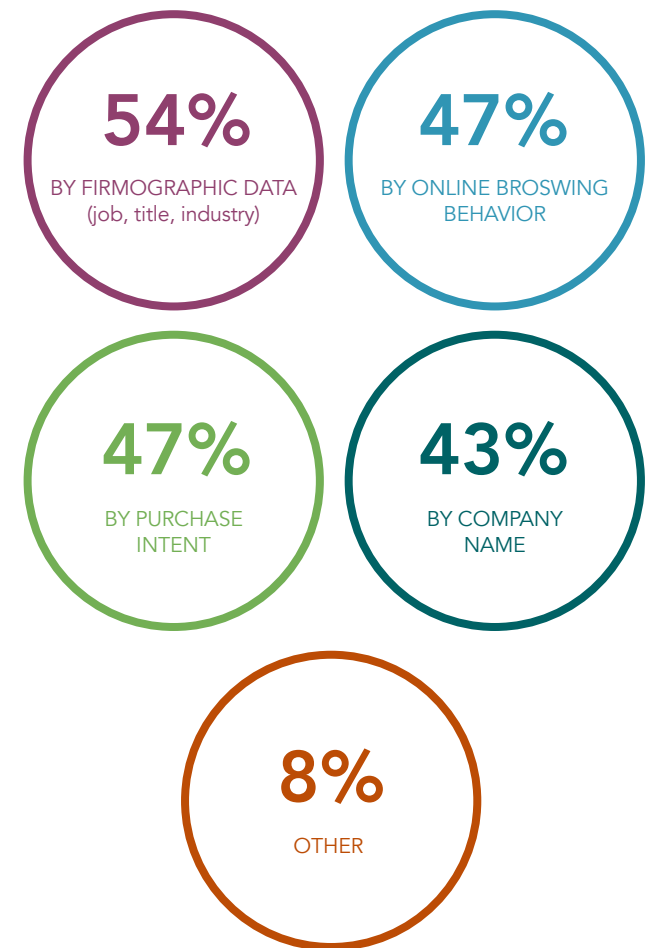 54%
BY FIRMOGRAPHIC DATA
(job, title, industry)
47%
BY ONLINE BROSWING
BEHAVIOR
47%
BY PURCHASE
INTENT
43%
BY COMPANY
NAME
8%
OTHER